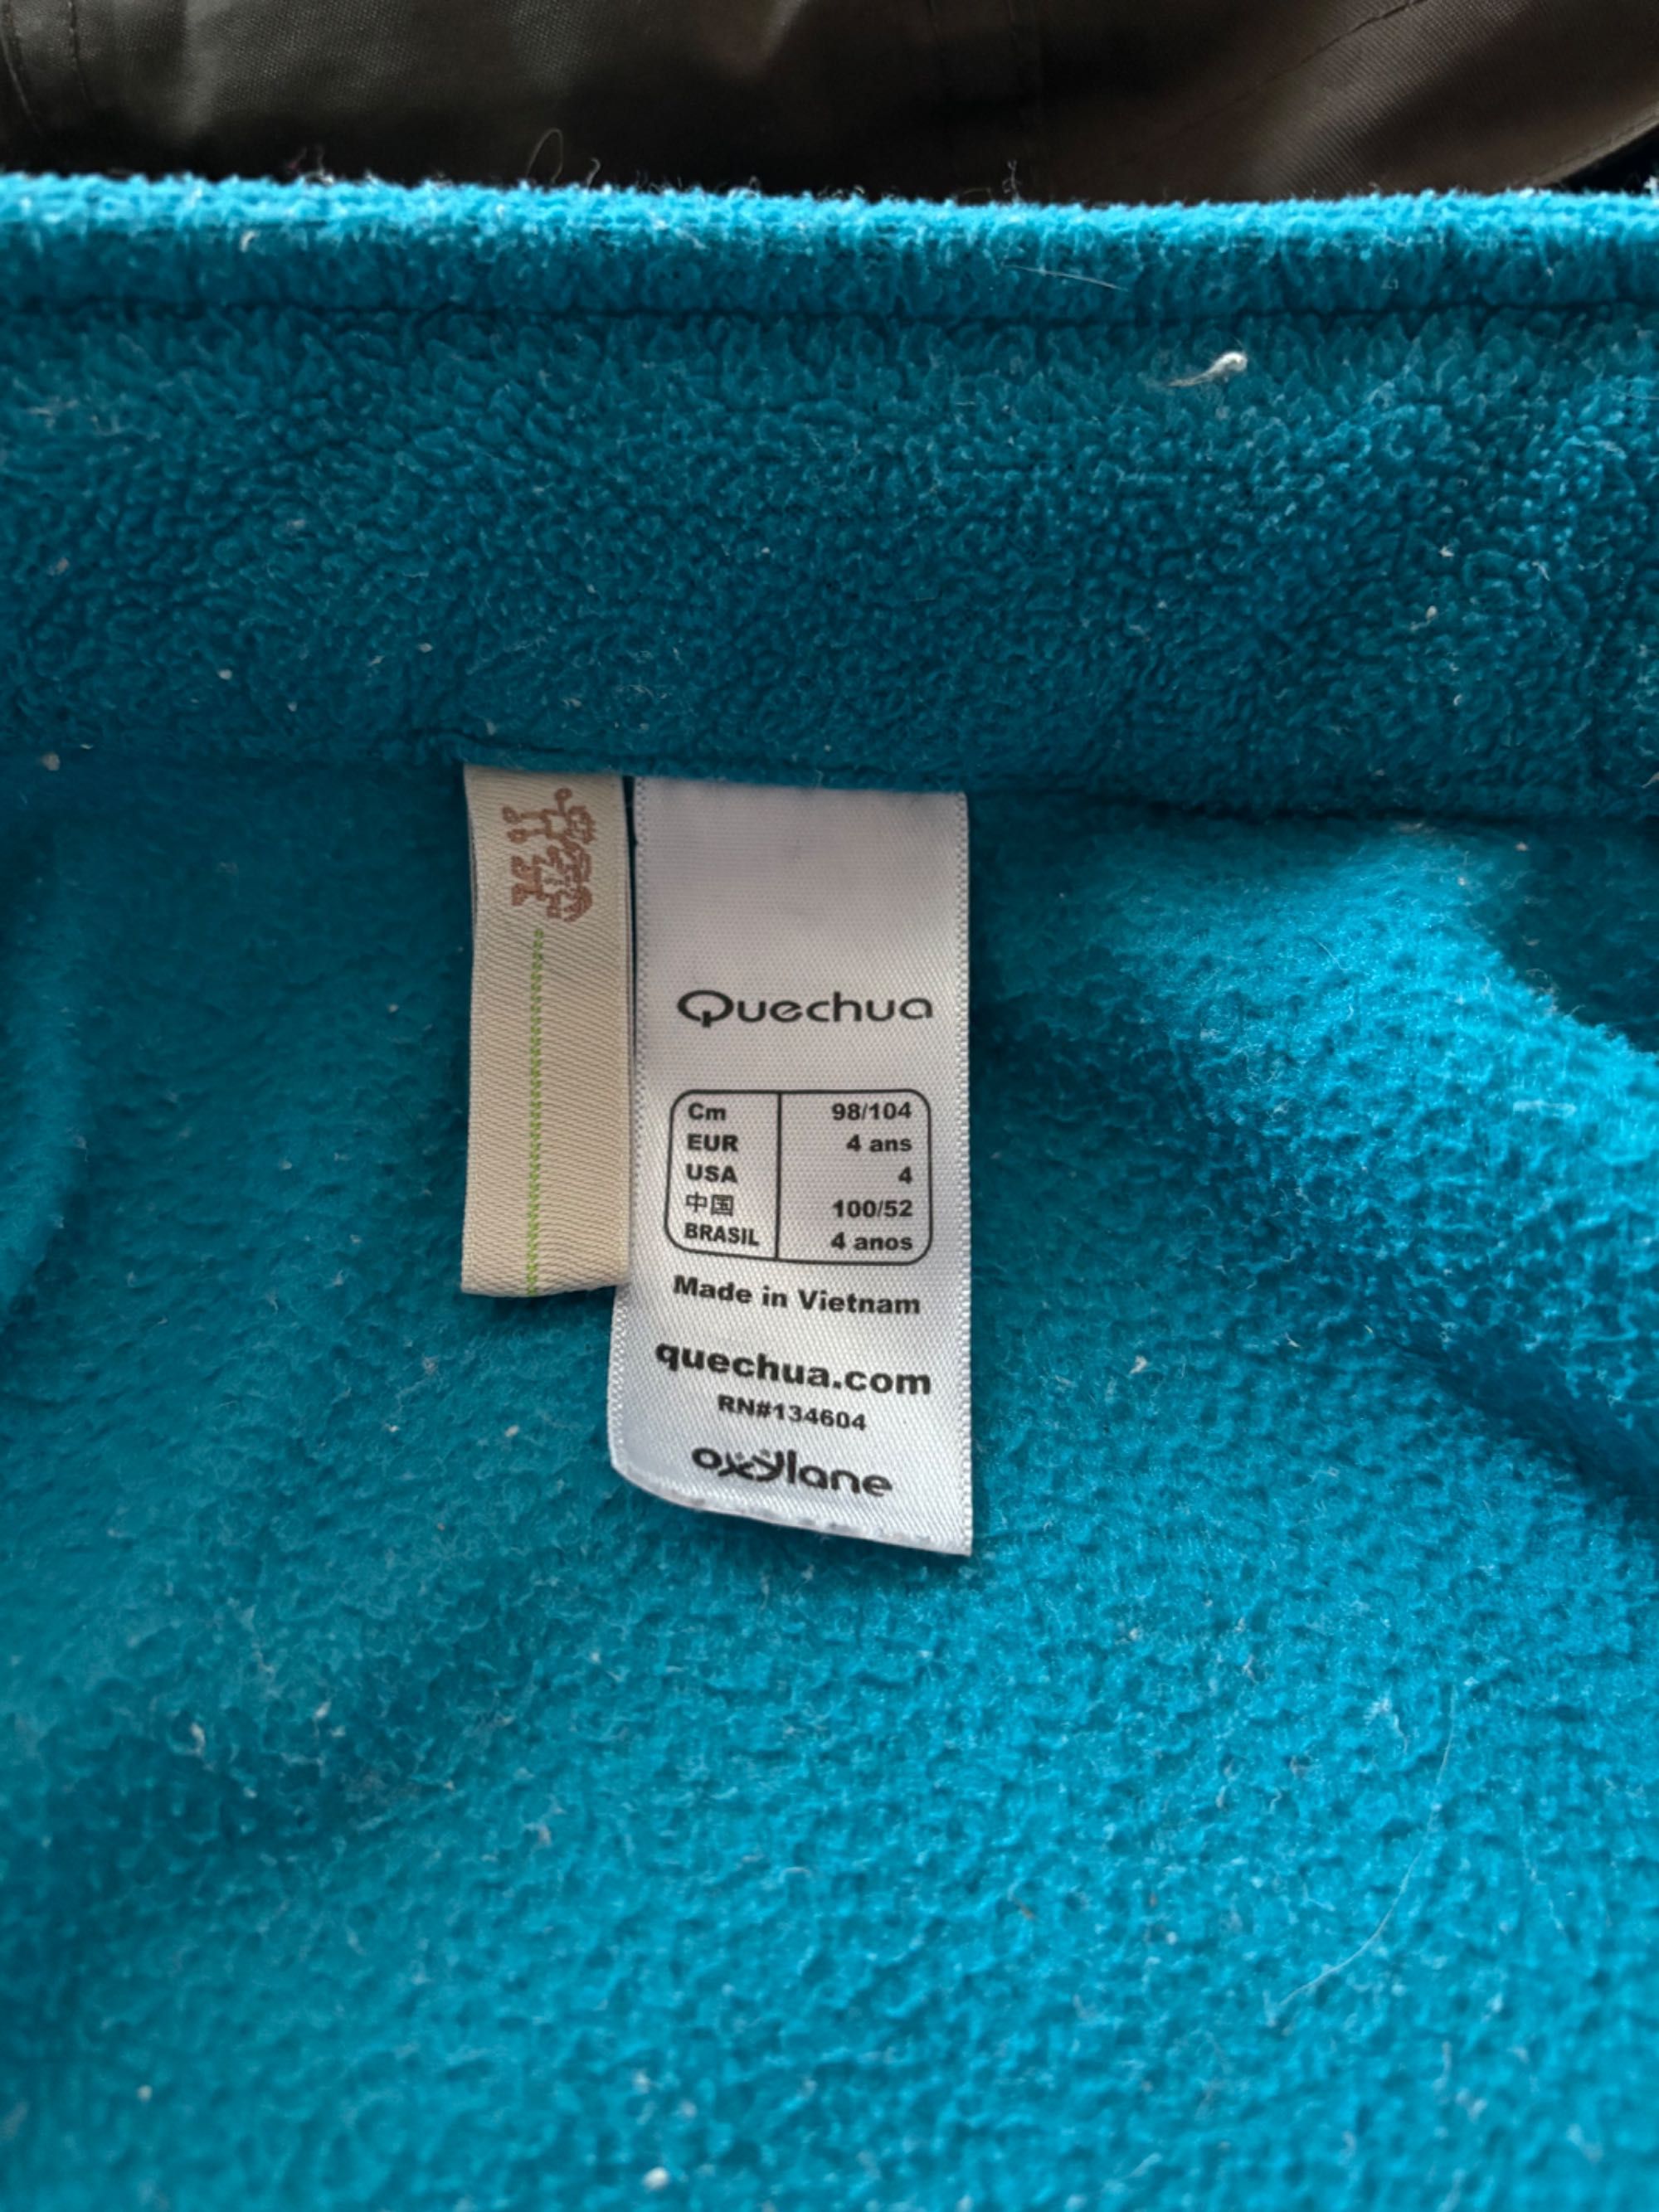 Quechua
Cm 98/104
EUR 4 ans
USA 4
中国 100/52
BRASIL 4 anos
Made in Vietnam
quechua.com
RN#134604
oxylane